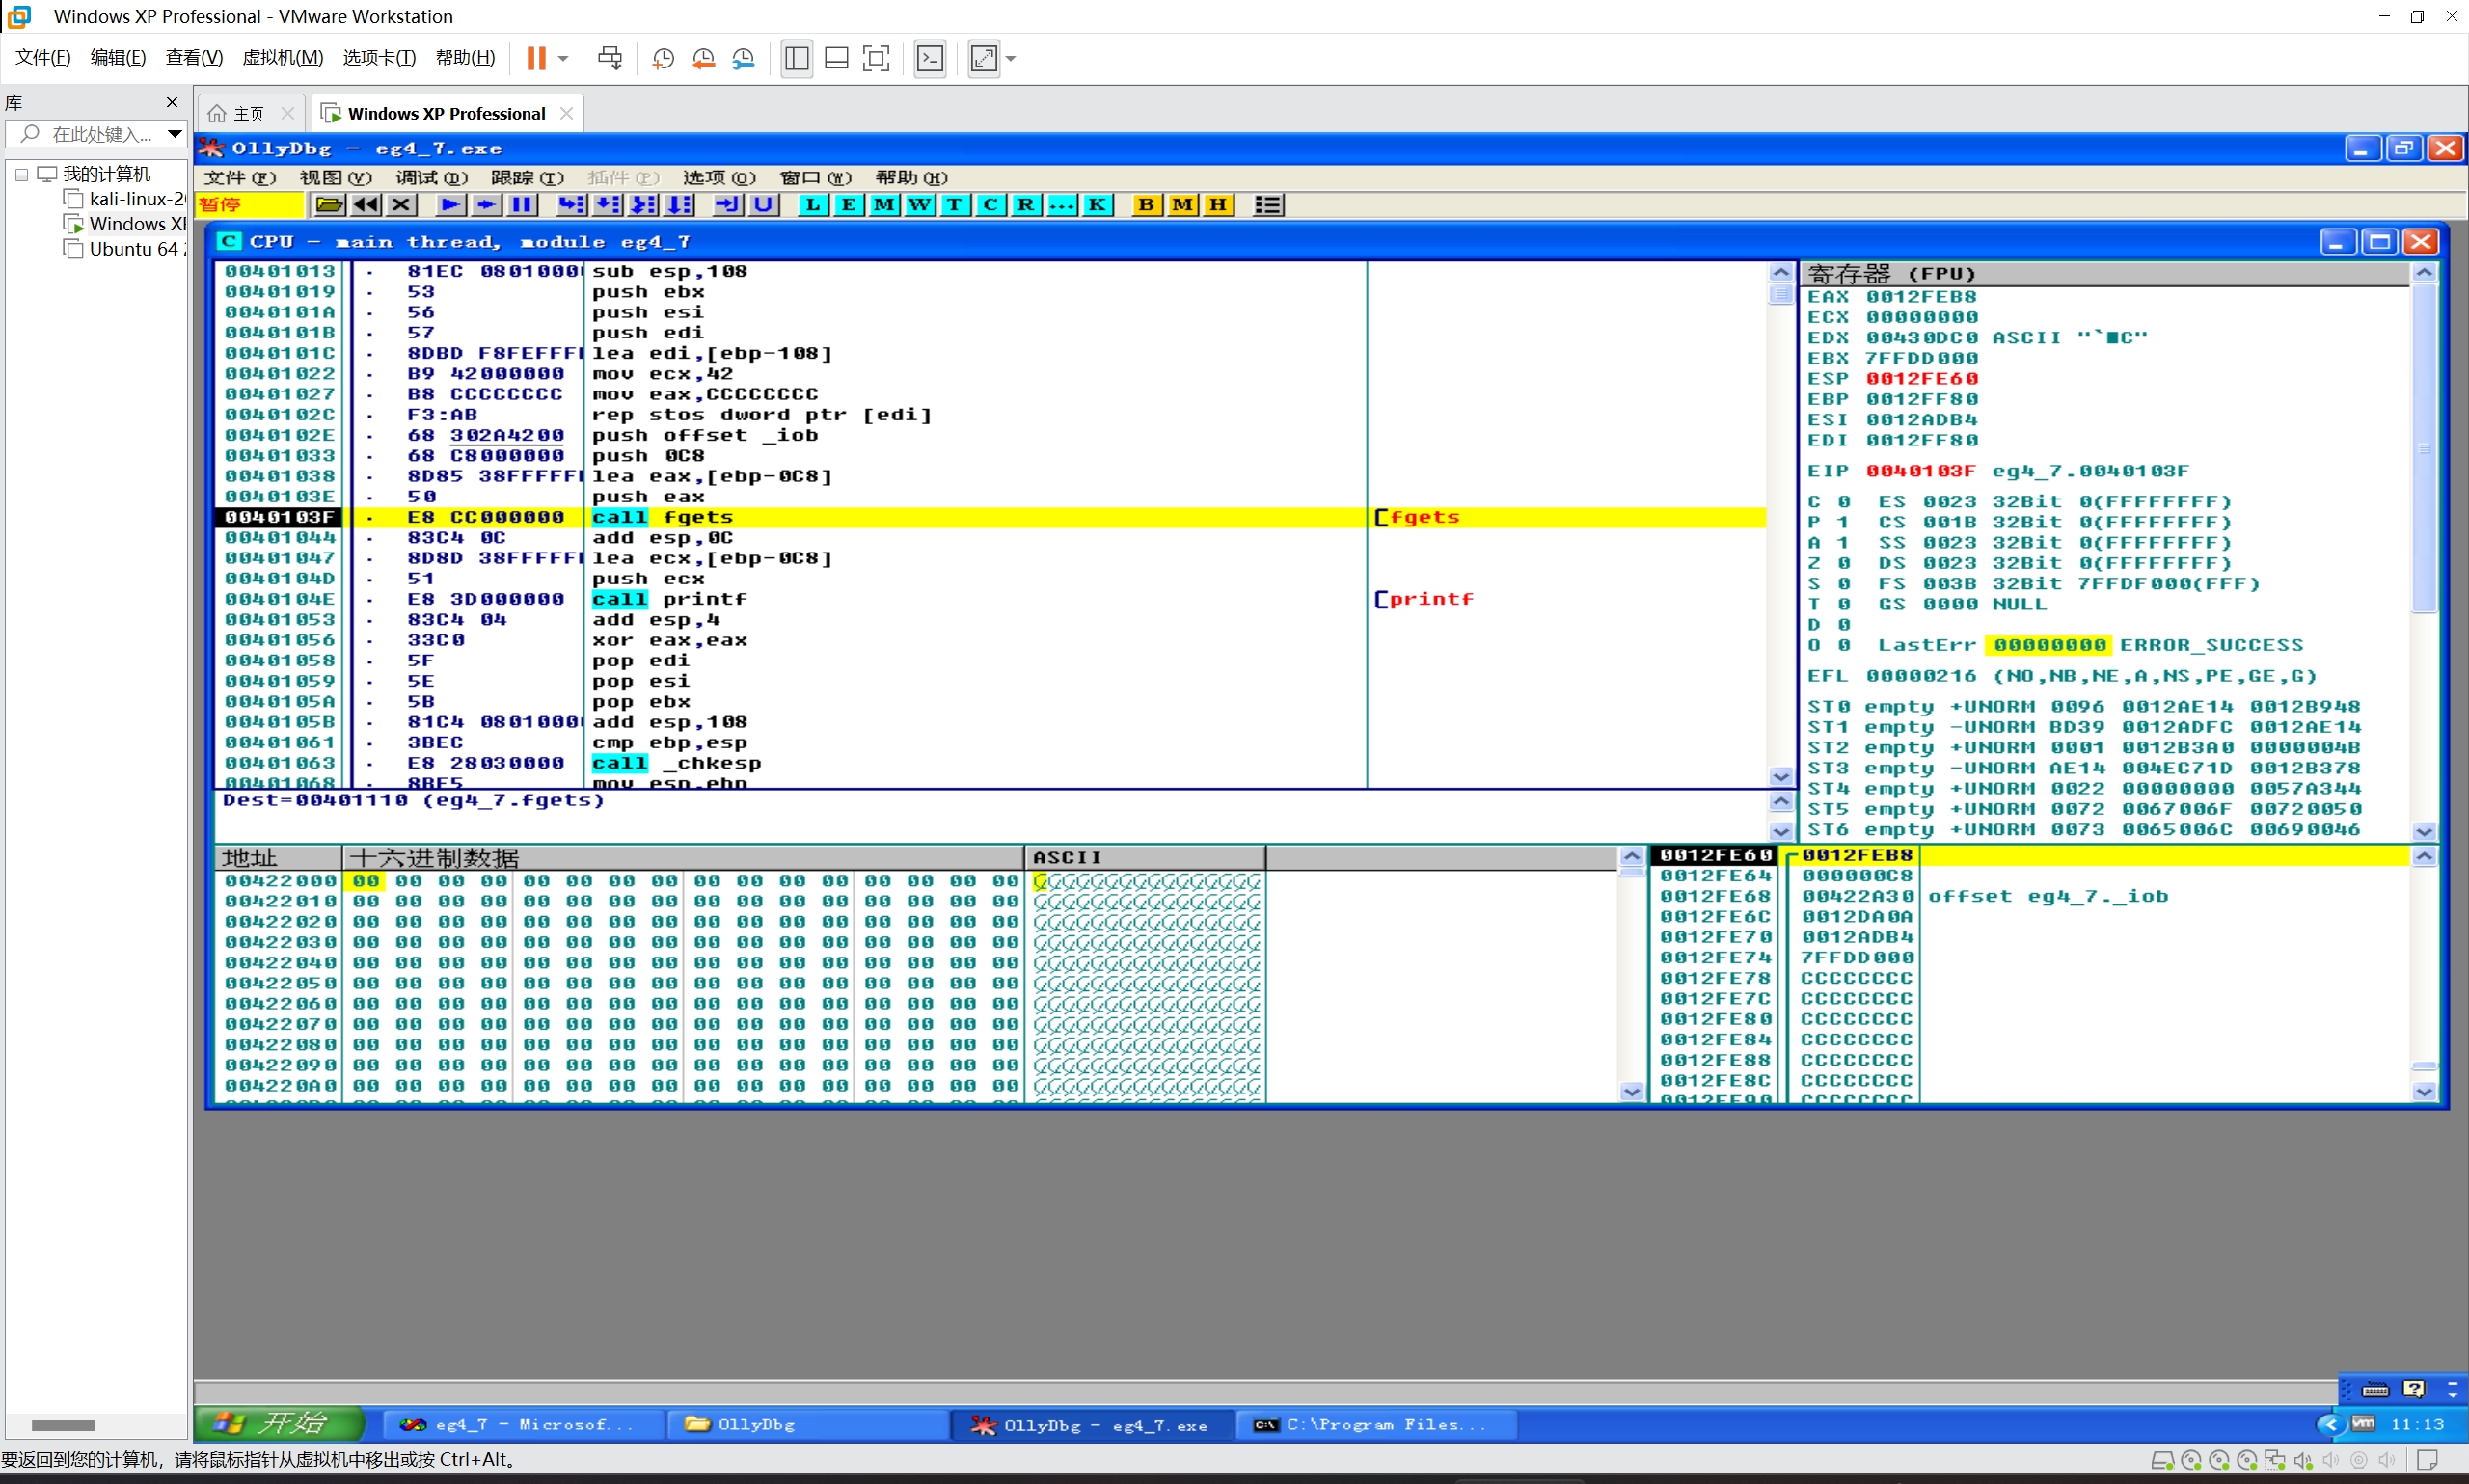 Windows XP Professional - VMware Workstation
文件(F) 编辑(E) 查看(V) 虚拟机(M) 选项卡(T) 帮助(H)
库
在此处键入...
我的计算机
kali-linux-2
Windows XP
Ubuntu 64
主页
Windows XP Professional
OllyDbg - eg4_7.exe
文件(F) 视图(V) 调试(D) 跟踪(T) 插件(P) 选项(O) 窗口(W) 帮助(H)
暂停 L E M W T C R ... K B M H
C CPU - main thread, module eg4_7
00401013 . 81EC 08010000 sub esp,108
00401019 . 53 push ebx
0040101A . 56 push esi
0040101B . 57 push edi
0040101C . 8DBD F8FEFFFF lea edi,[ebp-108]
00401022 . B9 42000000 mov ecx,42
00401027 . B8 CCCCCCCC mov eax,CCCCCCCC
0040102C . F3:AB rep stos dword ptr [edi]
0040102E . 68 302A4200 push offset _iob
00401033 . 68 C8000000 push 0C8
00401038 . 8D85 38FFFFFF lea eax,[ebp-0C8]
0040103E . 50 push eax
0040103F . E8 CC000000 call fgets [fgets
00401044 . 83C4 0C add esp,0C
00401047 . 8D8D 38FFFFFF lea ecx,[ebp-0C8]
0040104D . 51 push ecx
0040104E . E8 3D000000 call printf [printf
00401053 . 83C4 04 add esp,4
00401056 . 33C0 xor eax,eax
00401058 . 5F pop edi
00401059 . 5E pop esi
0040105A . 5B pop ebx
0040105B . 81C4 08010000 add esp,108
00401061 . 3BEC cmp ebp,esp
00401063 . E8 28030000 call _chkesp
00401068 . 8BE5 mov esp,ebp
Dest=00401110 (eg4_7.fgets)
寄存器 (FPU)
EAX 0012FEB8
ECX 00000000
EDX 00430DC0 ASCII "`■C"
EBX 7FFDD000
ESP 0012FE60
EBP 0012FF80
ESI 0012ADB4
EDI 0012FF80
EIP 0040103F eg4_7.0040103F
C 0 ES 0023 32Bit 0(FFFFFFFF)
P 1 CS 001B 32Bit 0(FFFFFFFF)
A 1 SS 0023 32Bit 0(FFFFFFFF)
Z 0 DS 0023 32Bit 0(FFFFFFFF)
S 0 FS 003B 32Bit 7FFDF000(FFF)
T 0 GS 0000 NULL
D 0
O 0 LastErr 00000000 ERROR_SUCCESS
EFL 00000216 (NO,NB,NE,A,NS,PE,GE,G)
ST0 empty +UNORM 0096 0012AE14 0012B948
ST1 empty -UNORM BD39 0012ADFC 0012AE14
ST2 empty +UNORM 0001 0012B3A0 0000004B
ST3 empty -UNORM AE14 004EC71D 0012B378
ST4 empty +UNORM 0022 00000000 0057A344
ST5 empty +UNORM 0072 0067006F 00720050
ST6 empty +UNORM 0073 0065006C 00690046
地址 十六进制数据 ASCII
00422000 00 00 00 00 00 00 00 00 00 00 00 00 00 00 00 00
00422010 00 00 00 00 00 00 00 00 00 00 00 00 00 00 00 00
00422020 00 00 00 00 00 00 00 00 00 00 00 00 00 00 00 00
00422030 00 00 00 00 00 00 00 00 00 00 00 00 00 00 00 00
00422040 00 00 00 00 00 00 00 00 00 00 00 00 00 00 00 00
00422050 00 00 00 00 00 00 00 00 00 00 00 00 00 00 00 00
00422060 00 00 00 00 00 00 00 00 00 00 00 00 00 00 00 00
00422070 00 00 00 00 00 00 00 00 00 00 00 00 00 00 00 00
00422080 00 00 00 00 00 00 00 00 00 00 00 00 00 00 00 00
00422090 00 00 00 00 00 00 00 00 00 00 00 00 00 00 00 00
004220A0 00 00 00 00 00 00 00 00 00 00 00 00 00 00 00 00
0012FE60 0012FEB8
0012FE64 000000C8
0012FE68 00422A30 offset eg4_7._iob
0012FE6C 0012DA0A
0012FE70 0012ADB4
0012FE74 7FFDD000
0012FE78 CCCCCCCC
0012FE7C CCCCCCCC
0012FE80 CCCCCCCC
0012FE84 CCCCCCCC
0012FE88 CCCCCCCC
0012FE8C CCCCCCCC
0012FE90 CCCCCCCC
开始 eg4_7 - Microsof... OllyDbg OllyDbg - eg4_7.exe C:\Program Files... 11:13
要返回到您的计算机，请将鼠标指针从虚拟机中移出或按 Ctrl+Alt。